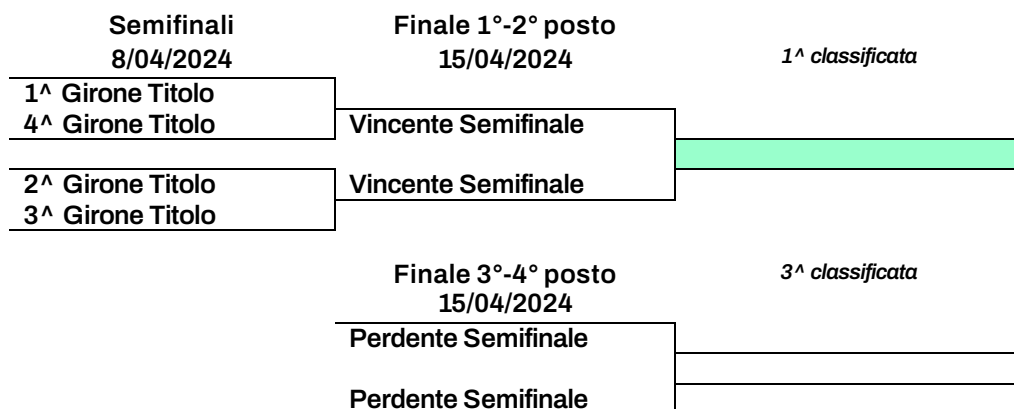 Semifinali
8/04/2024
Finale 1°-2° posto
15/04/2024
1^ classificata
1^ Girone Titolo
4^ Girone Titolo
Vincente Semifinale
2^ Girone Titolo
3^ Girone Titolo
Vincente Semifinale
Finale 3°-4° posto
15/04/2024
3^ classificata
Perdente Semifinale
Perdente Semifinale